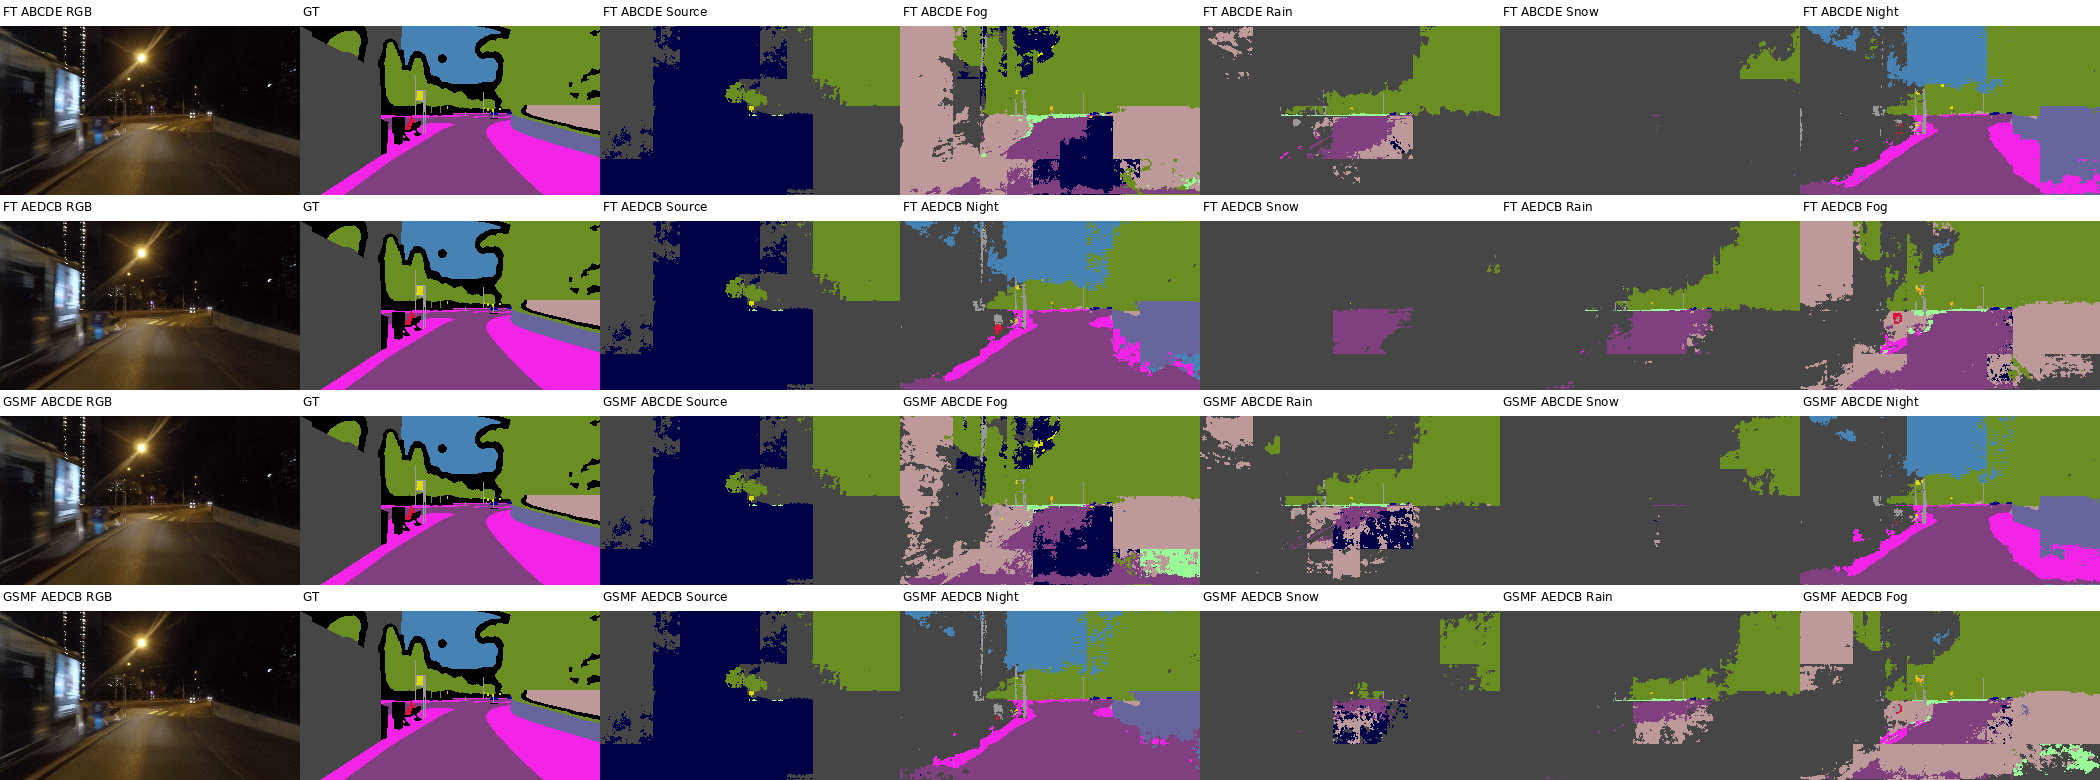 FT ABCDE RGB GT FT ABCDE Source FT ABCDE Fog FT ABCDE Rain FT ABCDE Snow FT ABCDE Night
FT AEDCB RGB GT FT AEDCB Source FT AEDCB Night FT AEDCB Snow FT AEDCB Rain FT AEDCB Fog
GSMF ABCDE RGB GT GSMF ABCDE Source GSMF ABCDE Fog GSMF ABCDE Rain GSMF ABCDE Snow GSMF ABCDE Night
GSMF AEDCB RGB GT GSMF AEDCB Source GSMF AEDCB Night GSMF AEDCB Snow GSMF AEDCB Rain GSMF AEDCB Fog